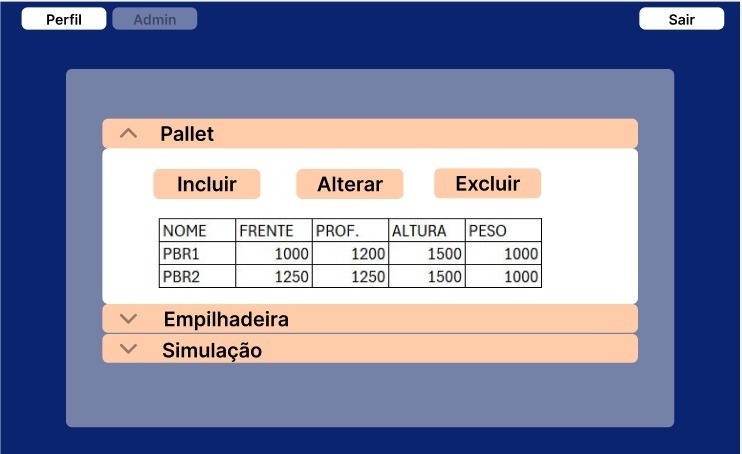 Perfil Admin Sair
Pallet
Incluir Alterar Excluir
NOME FRENTE PROF. ALTURA PESO
PBR1 1000 1200 1500 1000
PBR2 1250 1250 1500 1000
Empilhadeira
Simulação